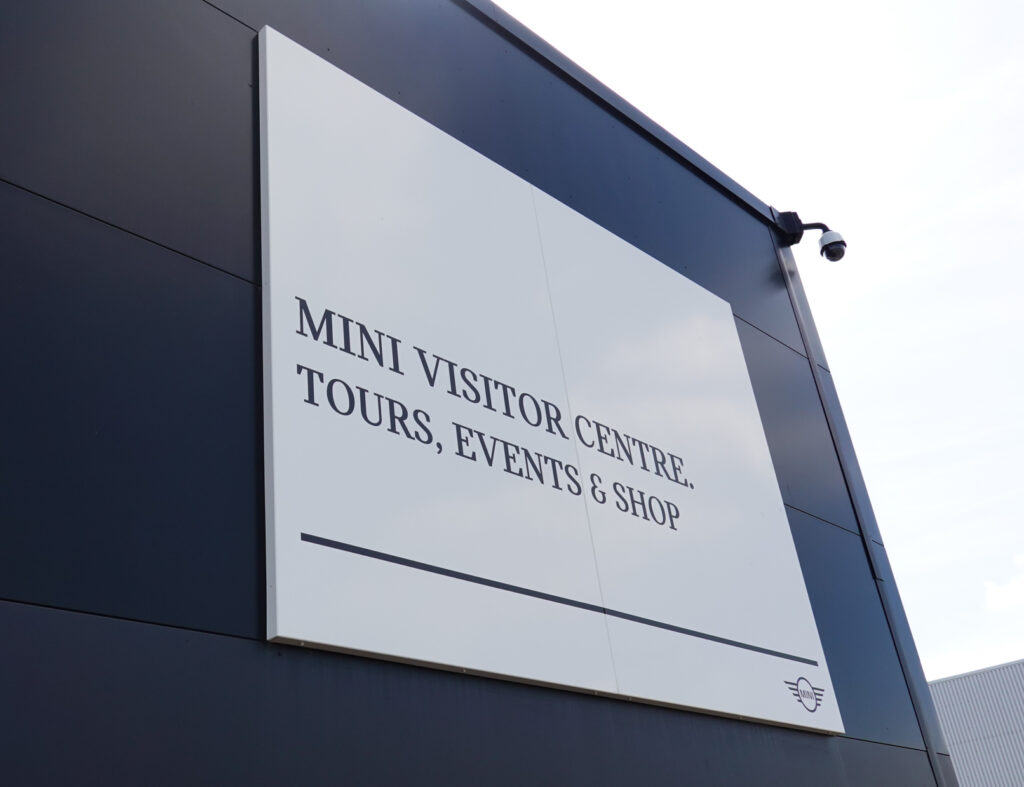 MINI VISITOR CENTRE.
TOURS, EVENTS & SHOP
MINI